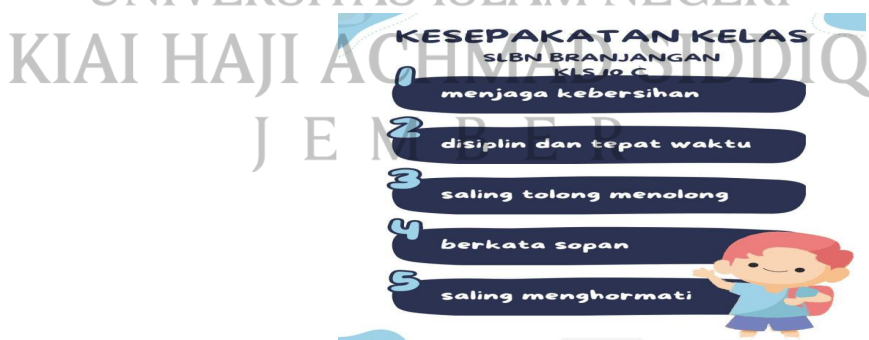 UNIVERSITAS ISLAM NEGERI
KIAI HAJI ACHMAD SIDDIQ
JEMBER
KESEPAKATAN KELAS
SLBN BRANJANGAN
KLS 10 C
1
menjaga kebersihan
2
disiplin dan tepat waktu
3
saling tolong menolong
4
berkata sopan
5
saling menghormati